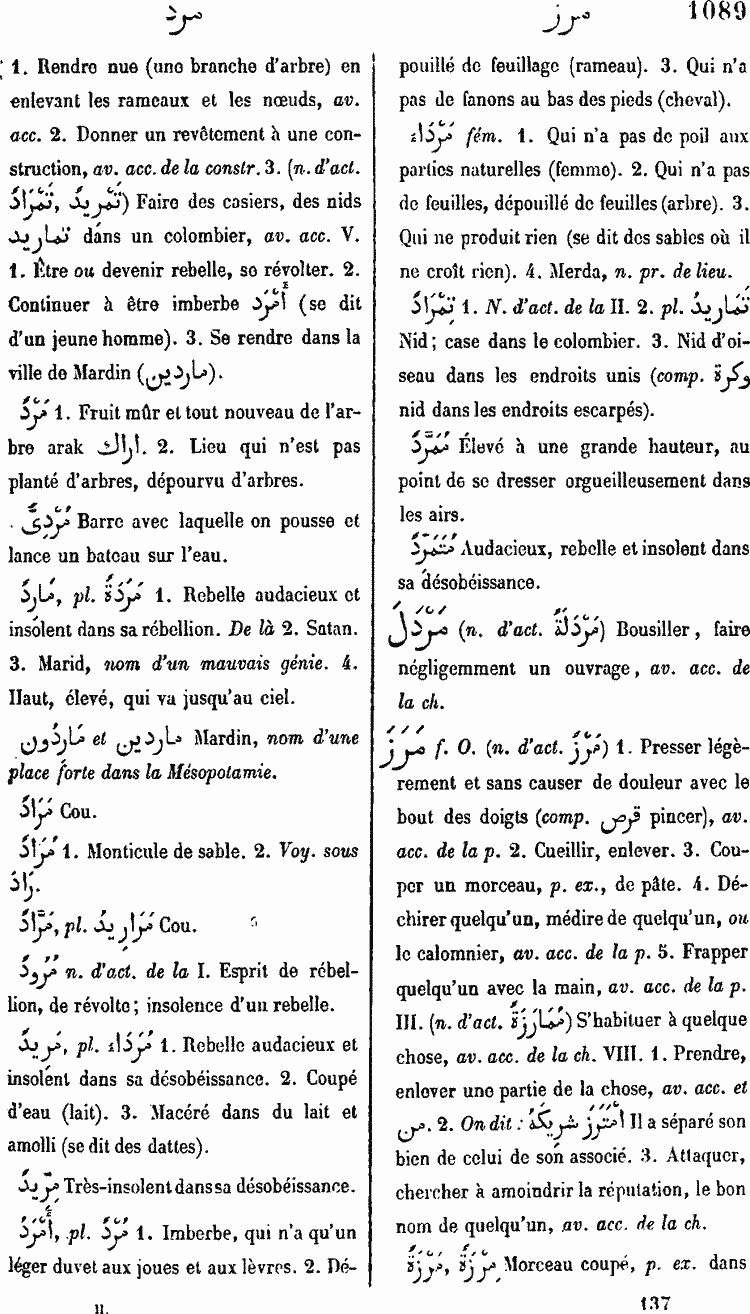 مرد
مرز
1089
1. Rendre nue (une branche d'arbre) en
enlevant les rameaux et les nœuds, av.
acc. 2. Donner un revêtement à une con-
struction, av. acc. de la constr. 3. (n. d'act.
تَمْرِيدٌ, تِمْرَادٌ) Faire des casiers, des nids
تماريد dans un colombier, av. acc. V.
1. Être ou devenir rebelle, se révolter. 2.
Continuer à être imberbe أَمْرَد (se dit
d'un jeune homme). 3. Se rendre dans la
ville de Mardin (ماردين).
مَرْدٌ 1. Fruit mûr et tout nouveau de l'ar-
bre arak اراك. 2. Lieu qui n'est pas
planté d'arbres, dépourvu d'arbres.
مُرْدِيٌّ Barre avec laquelle on pousse et
lance un bateau sur l'eau.
مَارِدٌ, pl. مَرَدَةٌ 1. Rebelle audacieux et
insolent dans sa rébellion. De là 2. Satan.
3. Marid, nom d'un mauvais génie. 4.
Haut, élevé, qui va jusqu'au ciel.
مَارِدُون et ماردين Mardin, nom d'une
place forte dans la Mésopotamie.
مَرَادٌ Cou.
مُرَادٌ 1. Monticule de sable. 2. Voy. sous
رَادَ.
مَرَّادٌ, pl. مَرَارِيدُ Cou.
مُرُودٌ n. d'act. de la I. Esprit de rébel-
lion, de révolte; insolence d'un rebelle.
مَرِيدٌ, pl. مُرَدَاءُ 1. Rebelle audacieux et
insolent dans sa désobéissance. 2. Coupé
d'eau (lait). 3. Macéré dans du lait et
amolli (se dit des dattes).
مِرِّيدٌ Très-insolent dans sa désobéissance.
أَمْرَدُ, pl. مُرْدٌ 1. Imberbe, qui n'a qu'un
léger duvet aux joues et aux lèvres. 2. Dé-
II.
pouillé de feuillage (rameau). 3. Qui n'a
pas de fanons au bas des pieds (cheval).
مَرْدَاءُ fém. 1. Qui n'a pas de poil aux
parties naturelles (femme). 2. Qui n'a pas
de feuilles, dépouillé de feuilles (arbre). 3.
Qui ne produit rien (se dit des sables où il
ne croît rien). 4. Merda, n. pr. de lieu.
تِمْرَادٌ 1. N. d'act. de la II. 2. pl. تَمَارِيدُ
Nid; case dans le colombier. 3. Nid d'oi-
seau dans les endroits unis (comp. وكرة
nid dans les endroits escarpés).
مُمَرَّدٌ Élevé à une grande hauteur, au
point de se dresser orgueilleusement dans
les airs.
مُتَمَرِّدٌ Audacieux, rebelle et insolent dans
sa désobéissance.
مَرْدَلَ (n. d'act. مَرْدَلَةٌ) Bousiller, faire
négligemment un ouvrage, av. acc. de
la ch.
مَرَزَ f. O. (n. d'act. مَرْزٌ) 1. Presser légè-
rement et sans causer de douleur avec le
bout des doigts (comp. قرص pincer), av.
acc. de la p. 2. Cueillir, enlever. 3. Cou-
per un morceau, p. ex., de pâte. 4. Dé-
chirer quelqu'un, médire de quelqu'un, ou
le calomnier, av. acc. de la p. 5. Frapper
quelqu'un avec la main, av. acc. de la p.
III. (n. d'act. مُمَارَزَةٌ) S'habituer à quelque
chose, av. acc. de la ch. VIII. 1. Prendre,
enlever une partie de la chose, av. acc. et
من. 2. On dit : اَمْتَرَزَ شَرِيكَهُ Il a séparé son
bien de celui de son associé. 3. Attaquer,
chercher à amoindrir la réputation, le bon
nom de quelqu'un, av. acc. de la ch.
مَرْزَةٌ, مِرْزَةٌ Morceau coupé, p. ex. dans
137